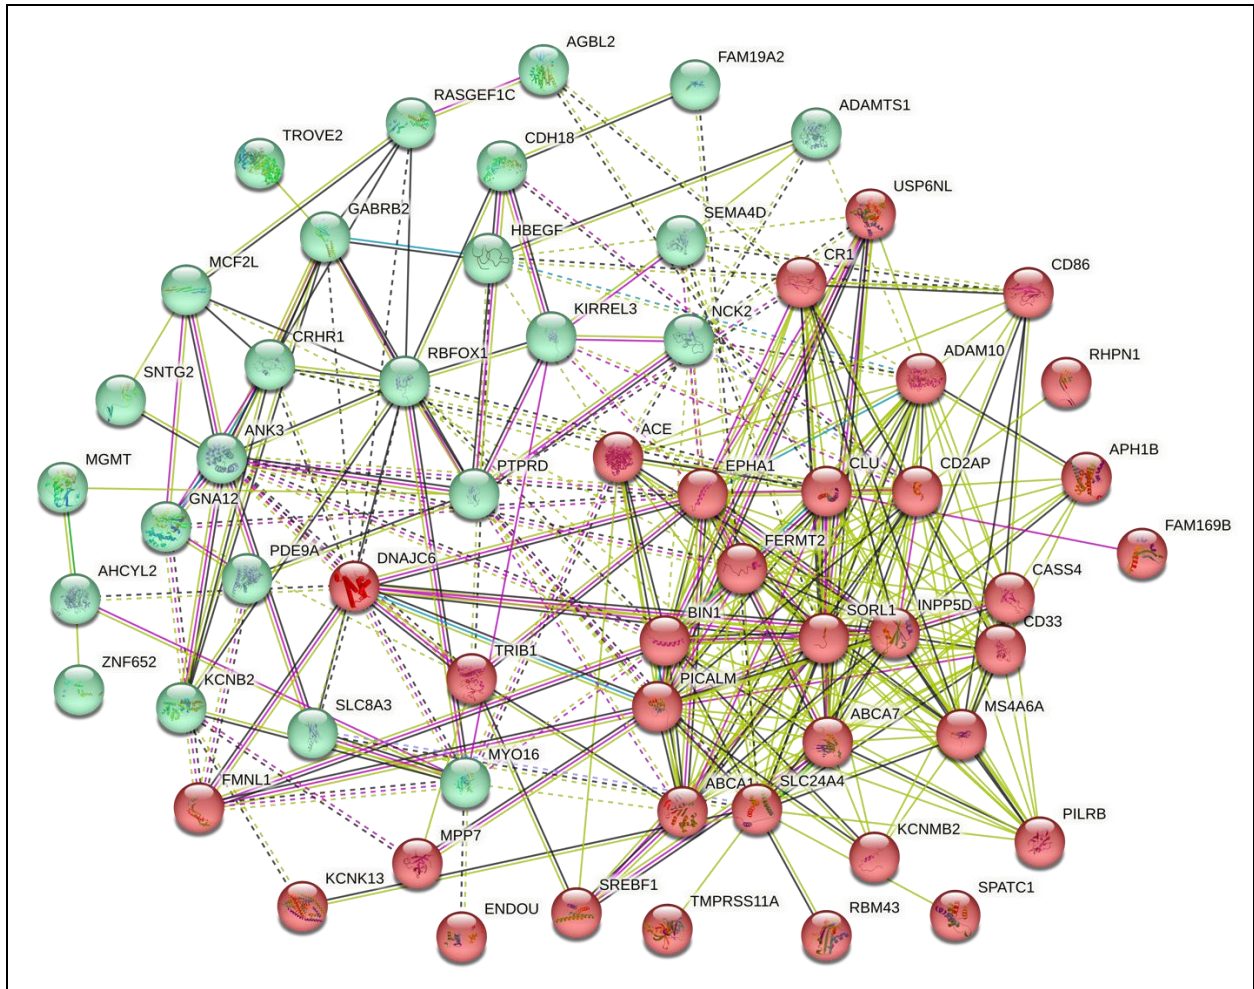 AGBL2
FAM19A2
RASGEF1C
ADAMTS1
TROVE2
CDH18
USP6NL
GABRB2
SEMA4D
HBEGF
CR1
MCF2L
CD86
KIRREL3
NCK2
CRHR1
RBFOX1
ADAM10
RHPN1
SNTG2
ACE
ANK3
MGMT
PTPRD
EPHA1
CLU
CD2AP
APH1B
GNA12
FAM169B
FERMT2
PDE9A
DNAJC6
CASS4
AHCYL2
BIN1
SORL1
INPP5D
CD33
TRIB1
ZNF652
KCNB2
PICALM
SLC8A3
ABCA7
MS4A6A
MYO16
FMNL1
ABCA1
SLC24A4
PILRB
MPP7
KCNMB2
KCNK13
SREBF1
SPATC1
ENDOU
TMPRSS11A
RBM43